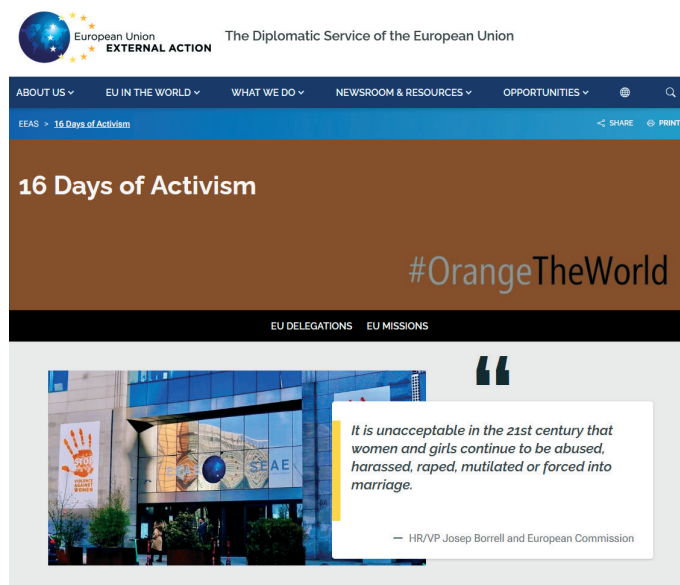 European Union
EXTERNAL ACTION
The Diplomatic Service of the European Union
ABOUT US EU IN THE WORLD WHAT WE DO NEWSROOM & RESOURCES OPPORTUNITIES
EEAS > 16 Days of Activism SHARE PRINT
16 Days of Activism
#OrangeTheWorld
EU DELEGATIONS EU MISSIONS
“
STOP
VIOLENCE
AGAINST
WOMEN
SEAE
It is unacceptable in the 21st century that
women and girls continue to be abused,
harassed, raped, mutilated or forced into
marriage.
— HR/VP Josep Borrell and European Commission